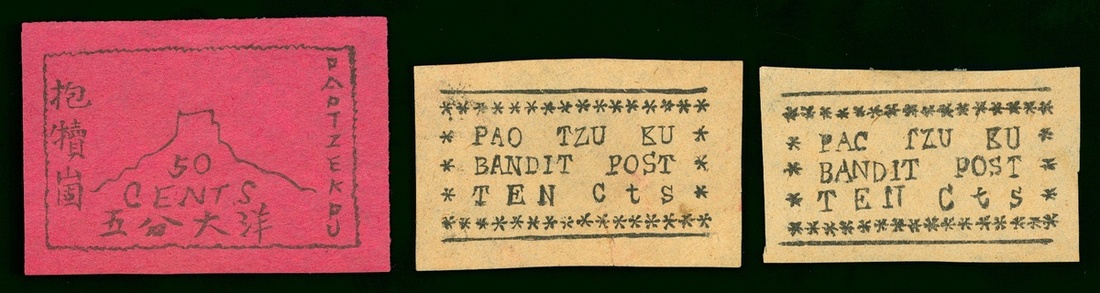 抱犢崮
PAOTZEKU
50
CENTS
五分大洋
* * * * * * * * * * * * * * *
* PAO TZU KU *
* BANDIT POST *
* TEN Cts *
* * * * * * * * * * * * * * *
* * * * * * * * * * * * * * *
* PAO TZU KU *
* BANDIT POST *
* TEN Cts *
* * * * * * * * * * * * * * *